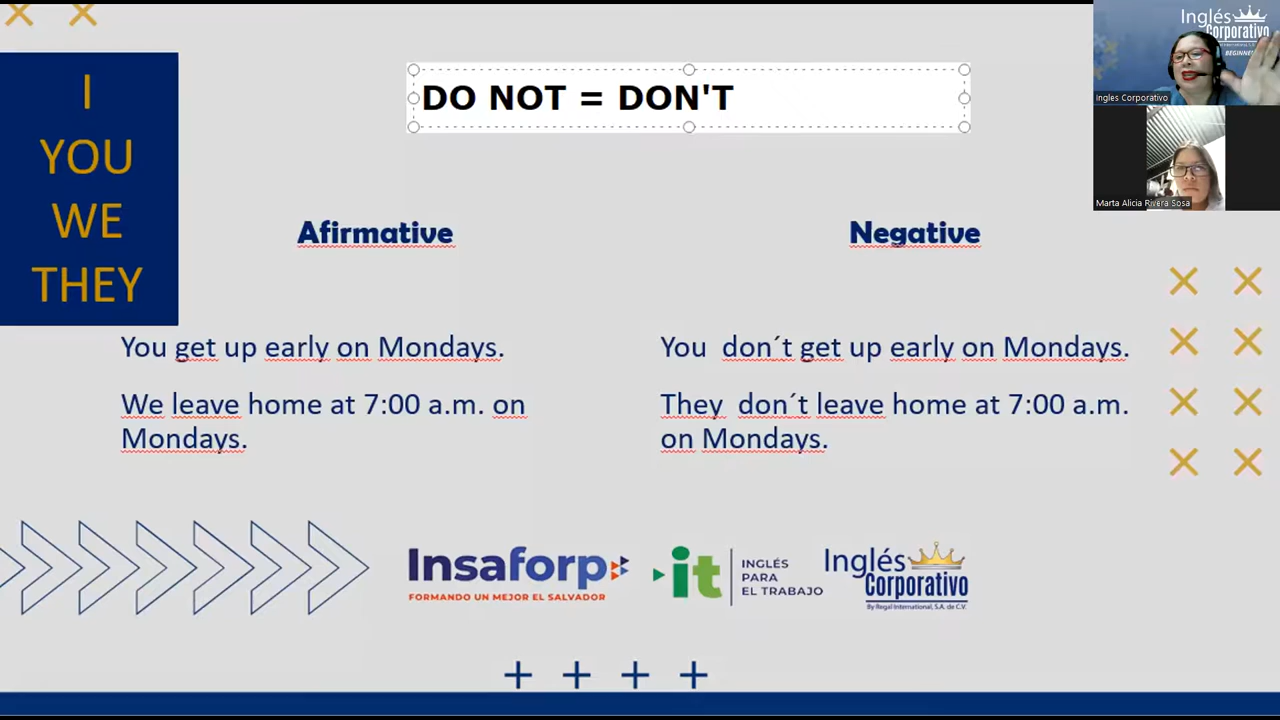 DO NOT = DON'T
I
YOU
WE
THEY
Afirmative
Negative
You get up early on Mondays.
We leave home at 7:00 a.m. on
Mondays.
You don´t get up early on Mondays.
They don´t leave home at 7:00 a.m.
on Mondays.
Insaforp
FORMANDO UN MEJOR EL SALVADOR
it
INGLÉS
PARA
EL TRABAJO
Inglés
Corporativo
By Regal International, S.A. de C.V.
Inglés
Corporativo
BEGINNE
Ingles Corporativo
Marta Alicia Rivera Sosa